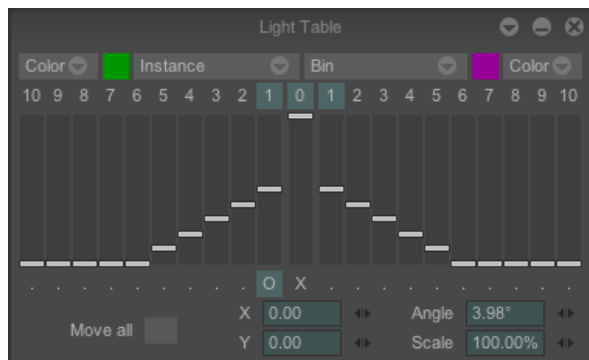 Light Table
Color Instance Bin Color
10 9 8 7 6 5 4 3 2 1 0 1 2 3 4 5 6 7 8 9 10
. . . . . . . . . O X . . . . . . . . . .
X 0.00 Angle 3.98°
Move all
Y 0.00 Scale 100.00%